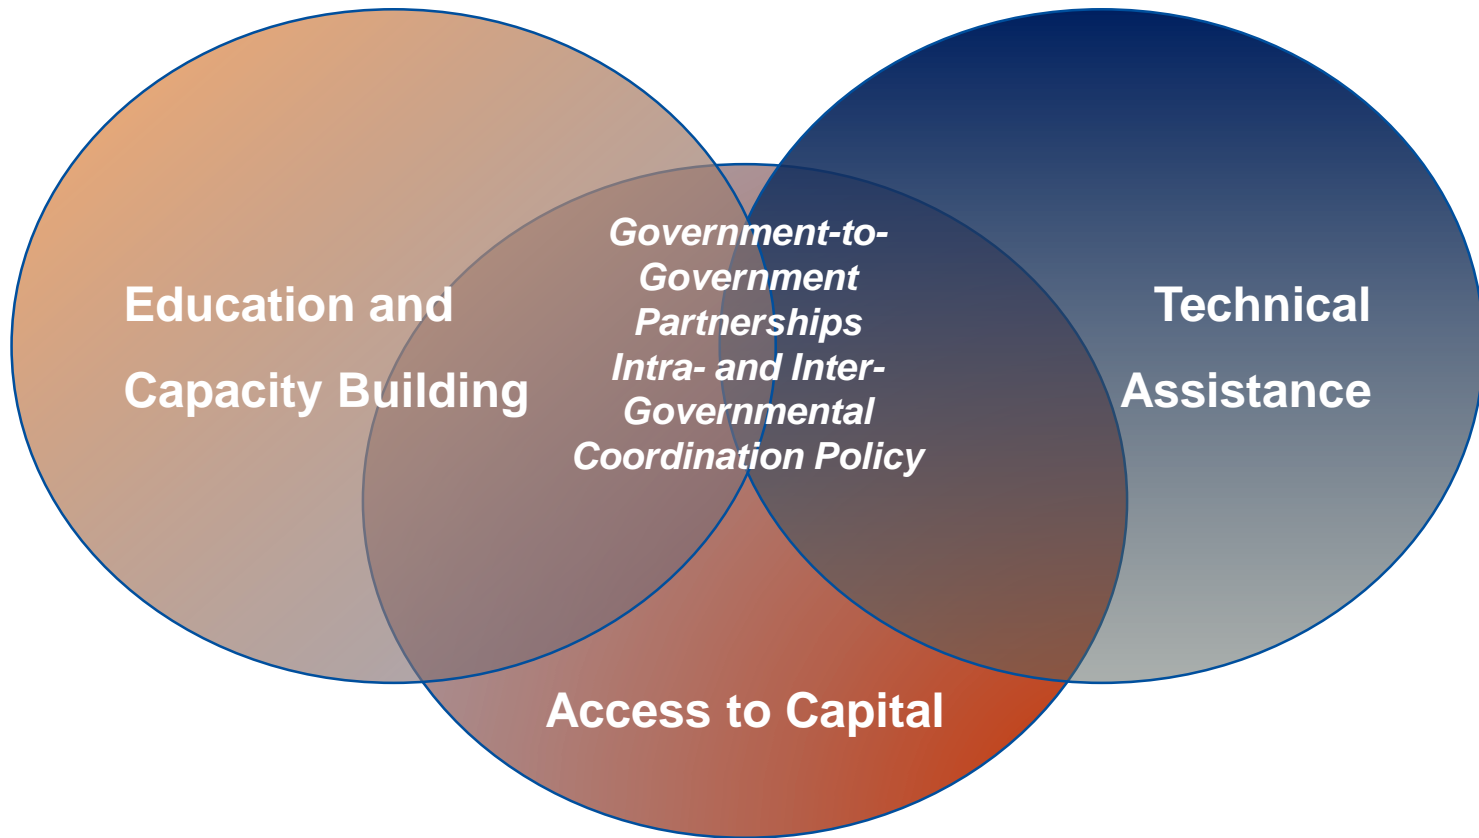 Education and
Capacity Building
Government-to-
Government
Partnerships
Intra- and Inter-
Governmental
Coordination Policy
Technical
Assistance
Access to Capital